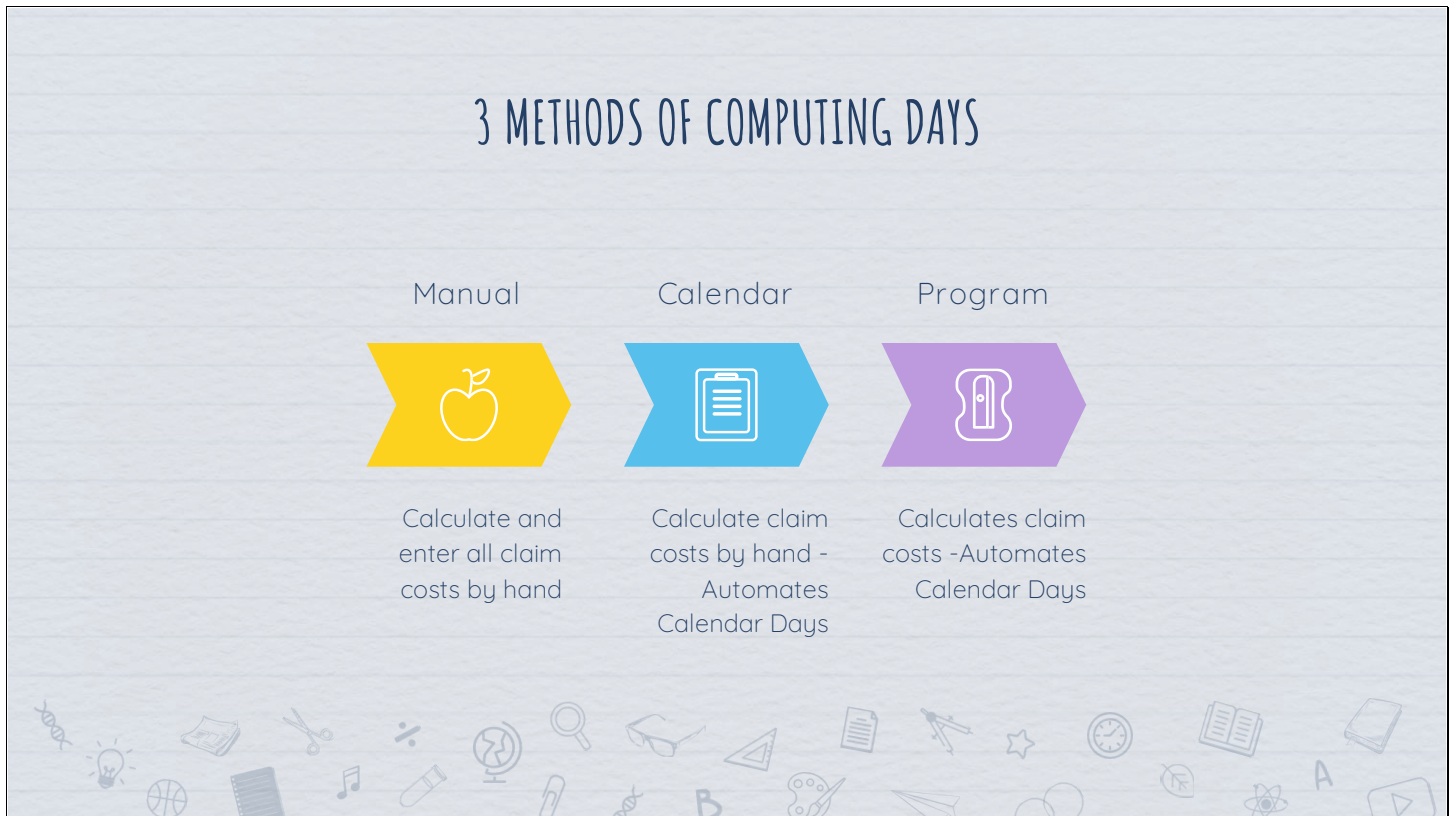 3 METHODS OF COMPUTING DAYS
Manual
Calculate and
enter all claim
costs by hand
Calendar
Calculate claim
costs by hand -
Automates
Calendar Days
Program
Calculates claim
costs -Automates
Calendar Days
B
A